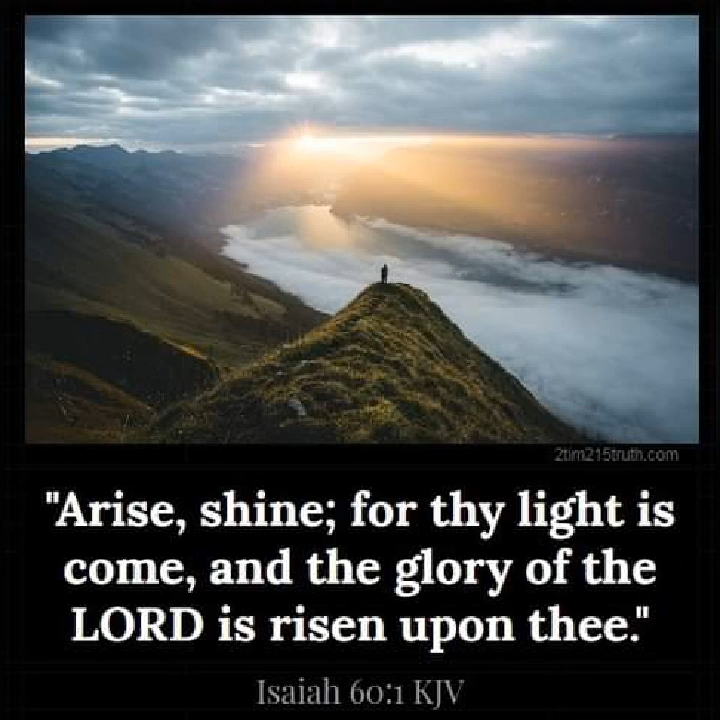 2tim215truth.com
"Arise, shine; for thy light is
come, and the glory of the
LORD is risen upon thee."
Isaiah 60:1 KJV